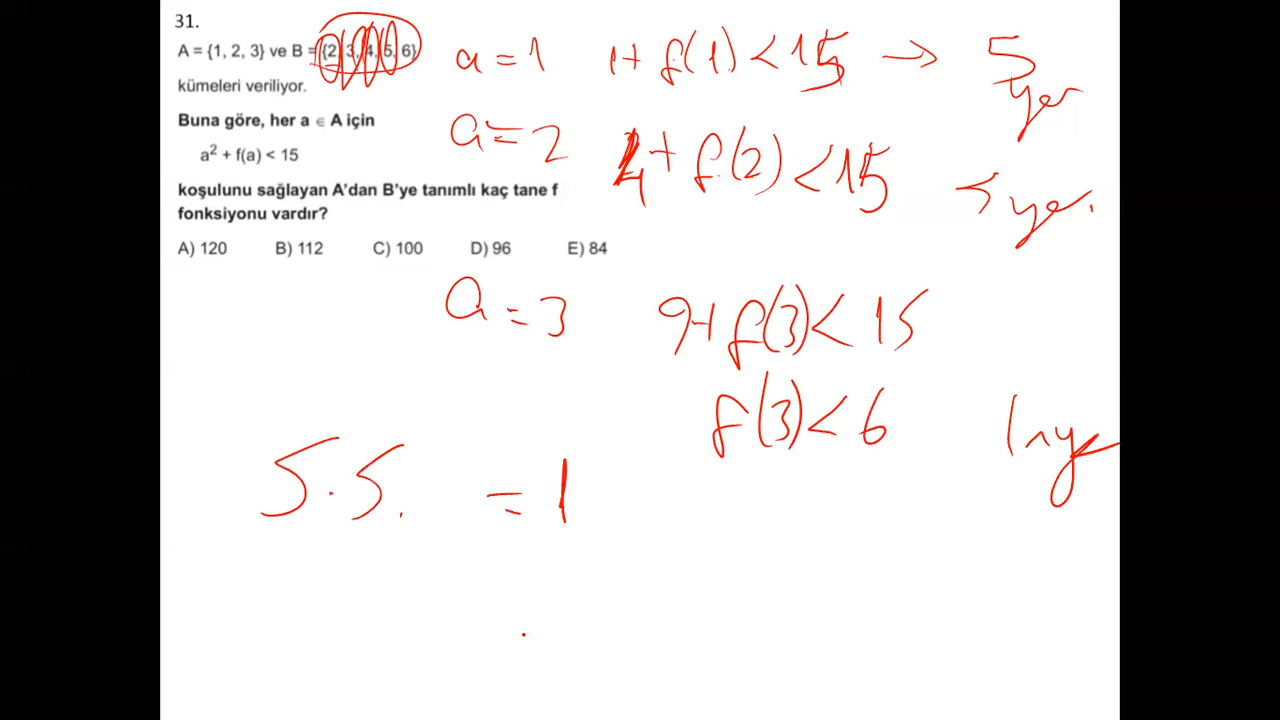 31.
A = {1, 2, 3} ve B = {2, 3, 4, 5, 6}
kümeleri veriliyor.
Buna göre, her a ∈ A için
a² + f(a) < 15
koşulunu sağlayan A'dan B'ye tanımlı kaç tane f
fonksiyonu vardır?
A) 120 B) 112 C) 100 D) 96 E) 84
a = 1 1 + f(1) < 15 → 5
yer
a = 2 4 + f(2) < 15
5 yer.
a = 3 9 + f(3) < 15
f(3) < 6
5.5. = 1